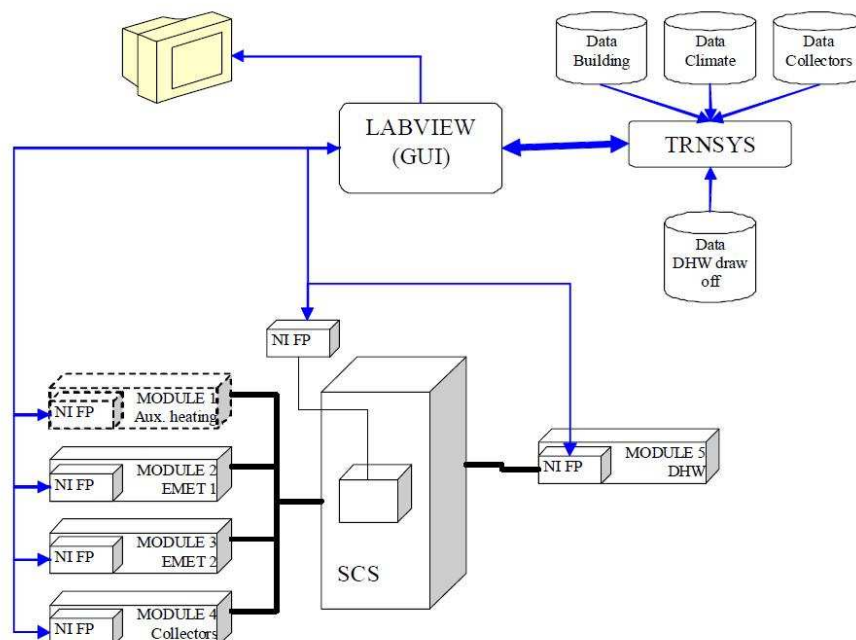 Data
Building
Data
Climate
Data
Collectors
LABVIEW
(GUI)
TRNSYS
Data
DHW draw
off
NI FP
MODULE 1
Aux. heating
NI FP
MODULE 2
EMET 1
NI FP
MODULE 3
EMET 2
NI FP
MODULE 4
Collectors
NI FP
SCS
MODULE 5
DHW
NI FP